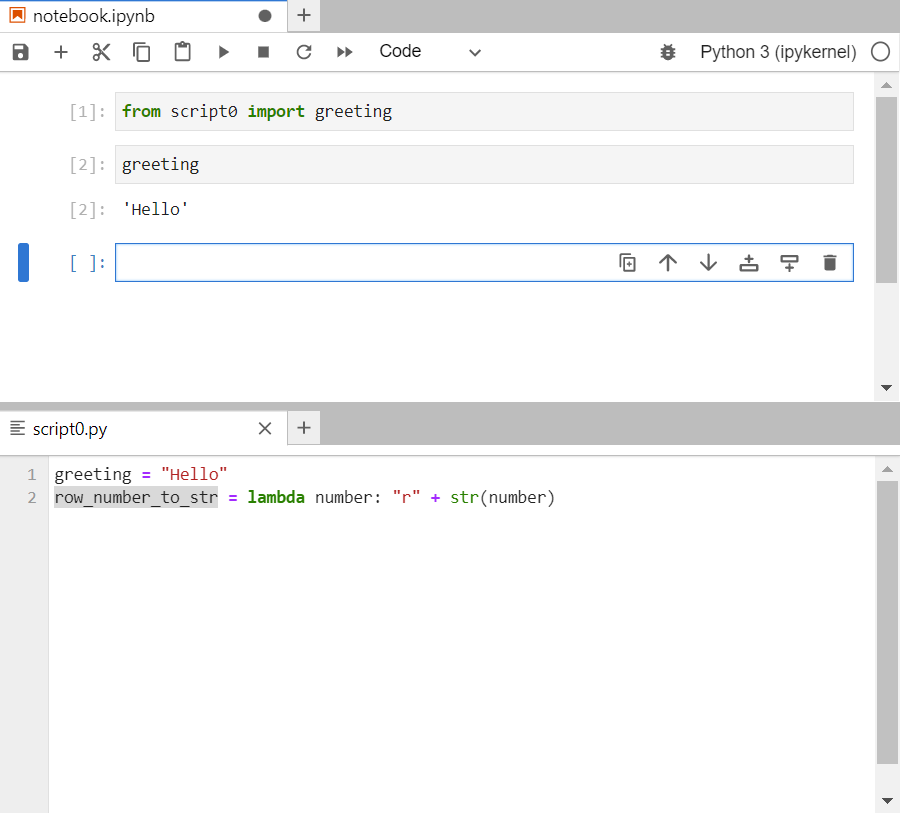 notebook.ipynb
Code
Python 3 (ipykernel)
[1]: from script0 import greeting
[2]: greeting
[2]: 'Hello'
[ ]:
script0.py
1 greeting = "Hello"
2 row_number_to_str = lambda number: "r" + str(number)